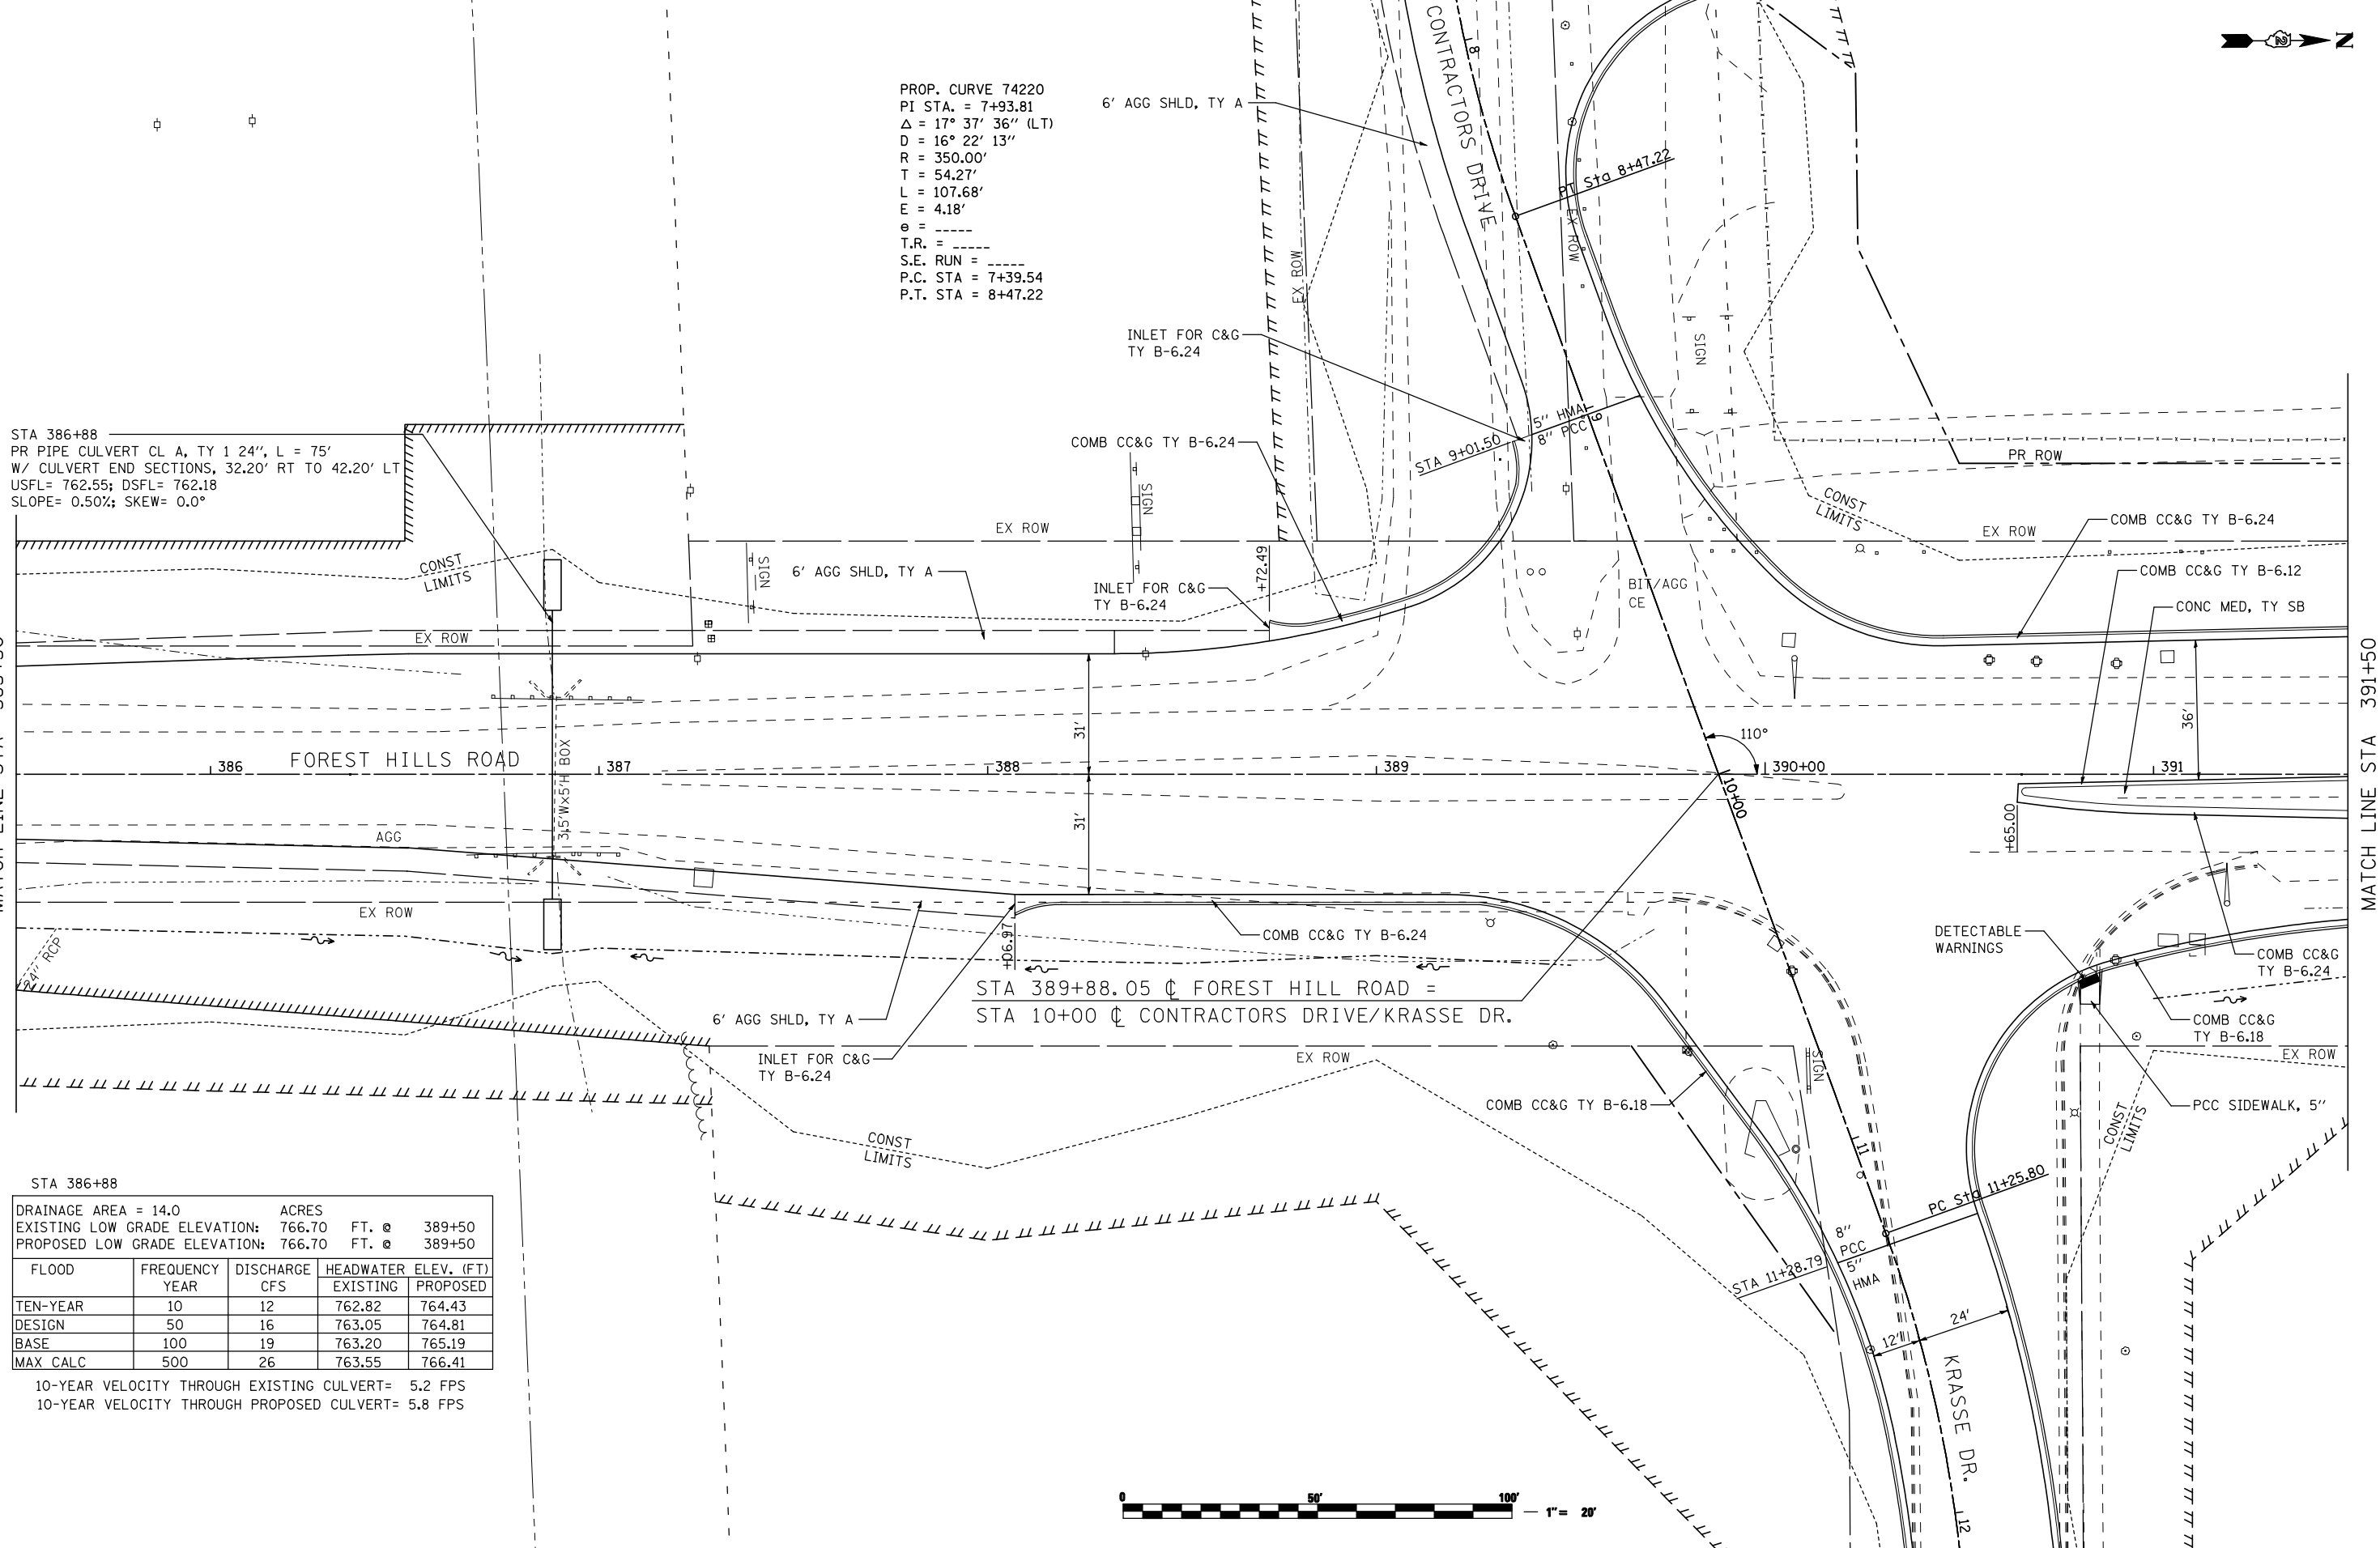 N
PROP. CURVE 74220
PI STA. = 7+93.81
Δ = 17° 37' 36" (LT)
D = 16° 22' 13"
R = 350.00'
T = 54.27'
L = 107.68'
E = 4.18'
e = _____
T.R. = _____
S.E. RUN = _____
P.C. STA = 7+39.54
P.T. STA = 8+47.22
6' AGG SHLD, TY A
CONTRACTORS DRIVE
8
PT Sta 8+47.22
EX ROW
EX ROW
SIGN
INLET FOR C&G
TY B-6.24
COMB CC&G TY B-6.24
STA 9+01.50
5" HMA
8" PCC
9
STA 386+88
PR PIPE CULVERT CL A, TY 1 24", L = 75'
W/ CULVERT END SECTIONS, 32.20' RT TO 42.20' LT
USFL= 762.55; DSFL= 762.18
SLOPE= 0.50%; SKEW= 0.0°
SIGN
EX ROW
CONST
LIMITS
SIGN
6' AGG SHLD, TY A
+72.49
INLET FOR C&G
TY B-6.24
BIT/AGG
CE
PR ROW
CONST
LIMITS
EX ROW
COMB CC&G TY B-6.24
COMB CC&G TY B-6.12
CONC MED, TY SB
EX ROW
31'
36'
110°
MATCH LINE STA 391+50
FOREST HILLS ROAD
386
387
388
389
390+00
391
3.5'WX5'H BOX
10+00
31'
+65.00
AGG
EX ROW
24" RCP
+06.97
COMB CC&G TY B-6.24
STA 389+88.05 ℄ FOREST HILL ROAD =
STA 10+00 ℄ CONTRACTORS DRIVE/KRASSE DR.
6' AGG SHLD, TY A
INLET FOR C&G
TY B-6.24
EX ROW
DETECTABLE
WARNINGS
COMB CC&G
TY B-6.24
COMB CC&G
TY B-6.18
EX ROW
SIGN
COMB CC&G TY B-6.18
PCC SIDEWALK, 5"
CONST
LIMITS
CONST
LIMITS
11
PC Sta 11+25.80
8"
PCC
5"
HMA
STA 11+28.79
24'
12'
KRASSE DR.
12
STA 386+88
DRAINAGE AREA = 14.0 ACRES
EXISTING LOW GRADE ELEVATION: 766.70 FT. @ 389+50
PROPOSED LOW GRADE ELEVATION: 766.70 FT. @ 389+50
FLOOD FREQUENCY DISCHARGE HEADWATER ELEV. (FT)
YEAR CFS EXISTING PROPOSED
TEN-YEAR 10 12 762.82 764.43
DESIGN 50 16 763.05 764.81
BASE 100 19 763.20 765.19
MAX CALC 500 26 763.55 766.41
10-YEAR VELOCITY THROUGH EXISTING CULVERT= 5.2 FPS
10-YEAR VELOCITY THROUGH PROPOSED CULVERT= 5.8 FPS
0 50' 100'
1"= 20'